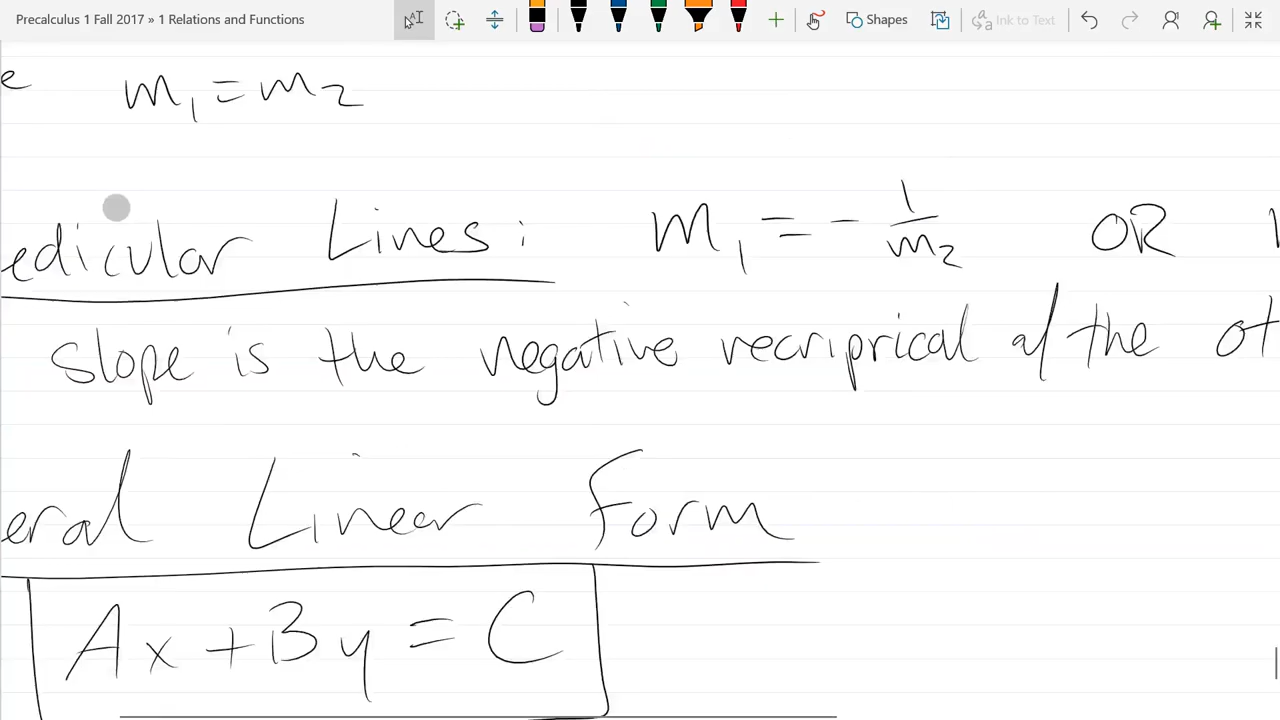 Precalculus 1 Fall 2017 » 1 Relations and Functions
Shapes
Ink to Text
e m₁ = m₂
edicular Lines: m₁ = -1/m₂ OR
slope is the negative recriprical of the ot
eral Linear Form
Ax + By = C